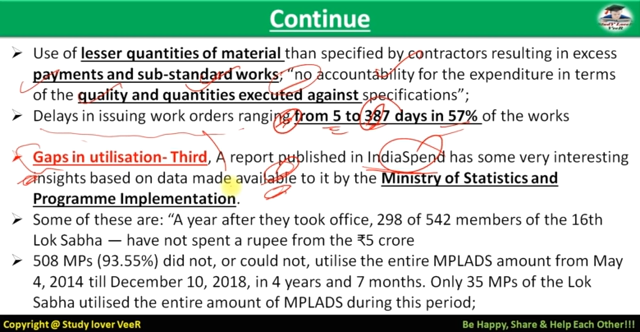 Continue
➢ Use of lesser quantities of material than specified by contractors resulting in excess
payments and sub-standard works; "no accountability for the expenditure in terms
of the quality and quantities executed against specifications";
➢ Delays in issuing work orders ranging from 5 to 387 days in 57% of the works
➢ Gaps in utilisation- Third, A report published in IndiaSpend has some very interesting
insights based on data made available to it by the Ministry of Statistics and
Programme Implementation.
➢ Some of these are: "A year after they took office, 298 of 542 members of the 16th
Lok Sabha — have not spent a rupee from the ₹5 crore
➢ 508 MPs (93.55%) did not, or could not, utilise the entire MPLADS amount from May
4, 2014 till December 10, 2018, in 4 years and 7 months. Only 35 MPs of the Lok
Sabha utilised the entire amount of MPLADS during this period;
Copyright @ Study lover VeeR
Be Happy, Share & Help Each Other!!!